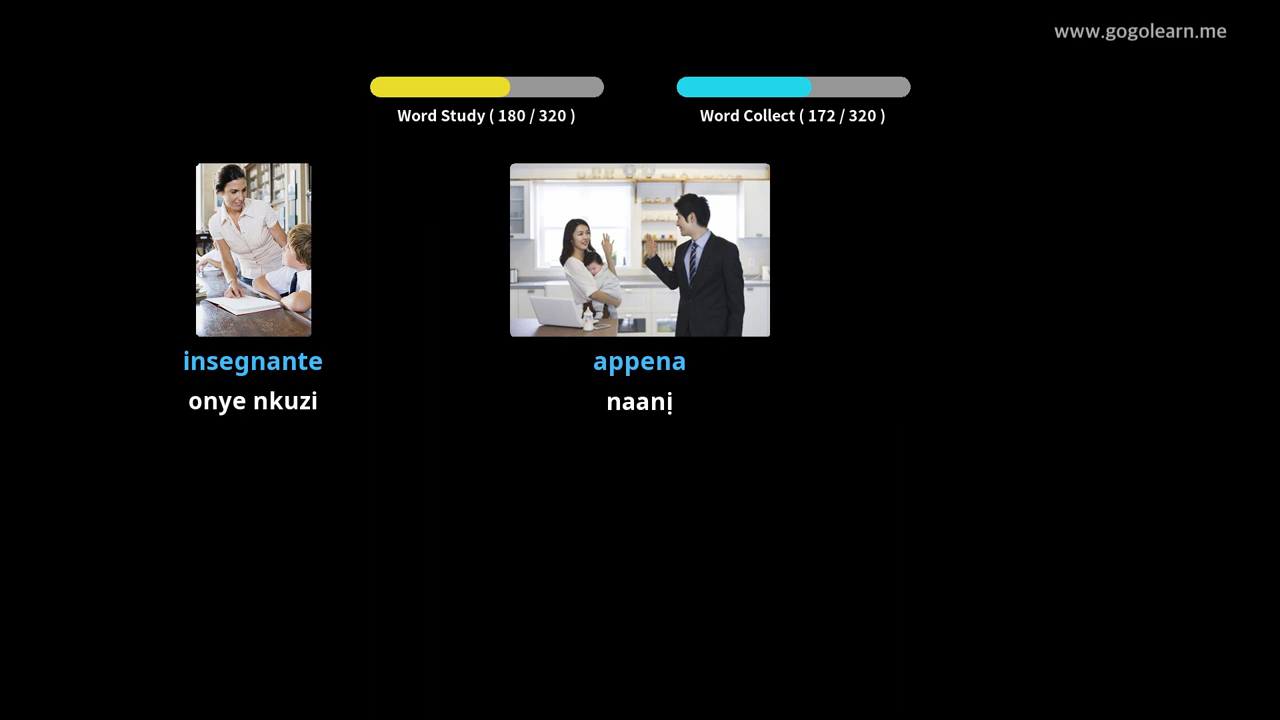 www.gogolearn.me
Word Study ( 180 / 320 )
Word Collect ( 172 / 320 )
insegnante
appena
onye nkuzi
naanị